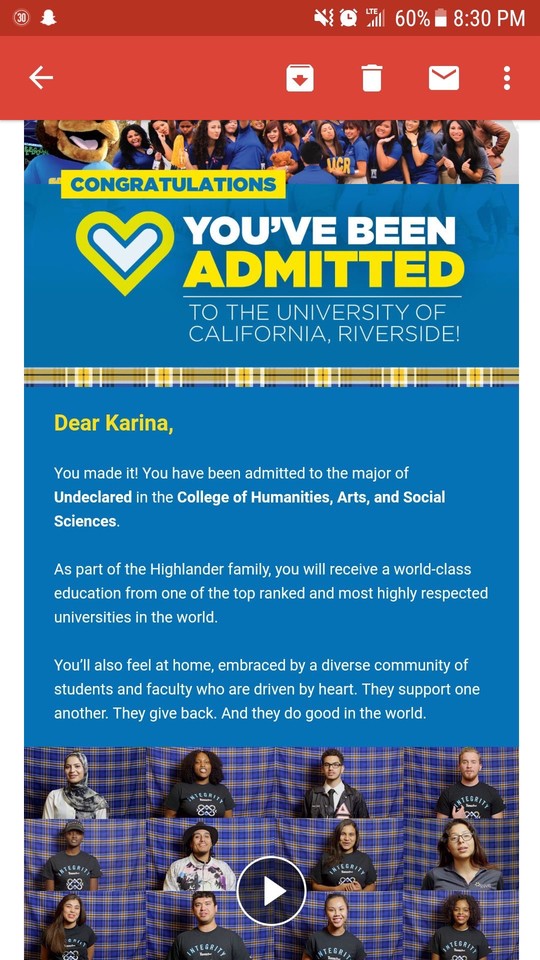 30
LTE
60%
8:30 PM
UCR
CONGRATULATIONS
YOU'VE BEEN
ADMITTED
TO THE UNIVERSITY OF
CALIFORNIA, RIVERSIDE!
Dear Karina,
You made it! You have been admitted to the major of
Undeclared in the College of Humanities, Arts, and Social
Sciences.
As part of the Highlander family, you will receive a world-class
education from one of the top ranked and most highly respected
universities in the world.
You'll also feel at home, embraced by a diverse community of
students and faculty who are driven by heart. They support one
another. They give back. And they do good in the world.
INTEGRITY
INTEGRITY
INTEGRITY
INTEGRITY
INTEGRITY
INTEGRITY
INTEGRITY
INTEGRITY